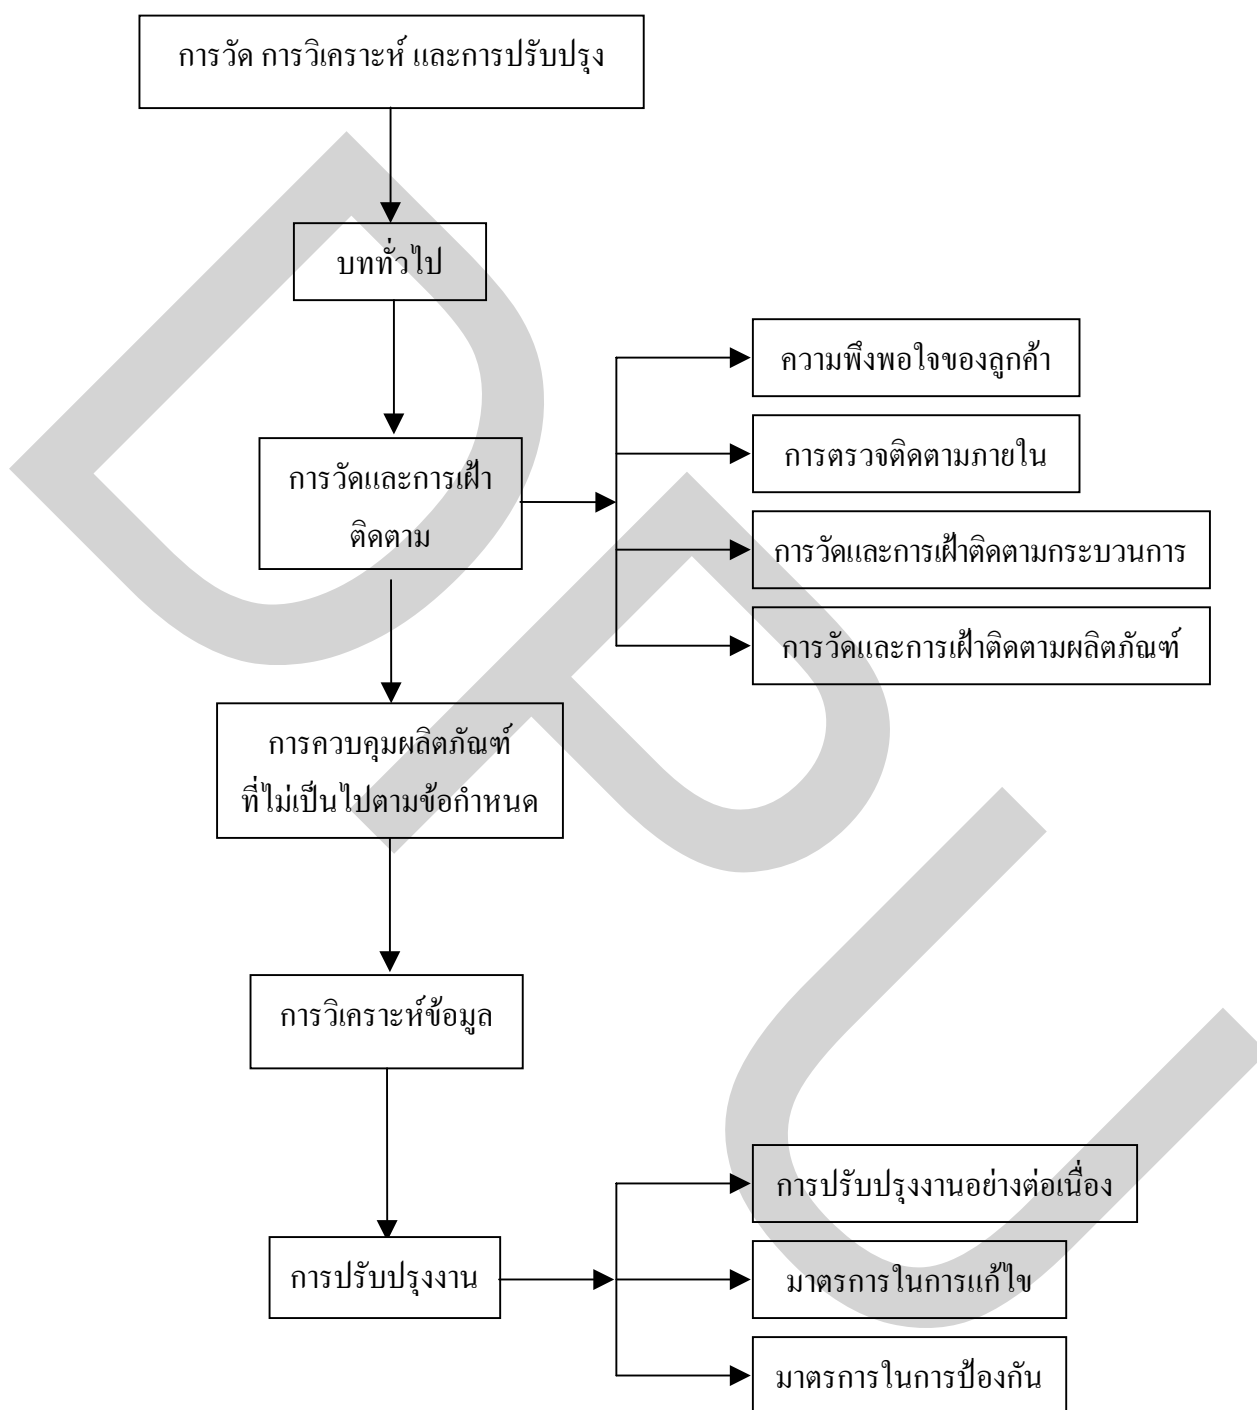 การวัด การวิเคราะห์ และการปรับปรุง
บททั่วไป
ความพึงพอใจของลูกค้า
การตรวจติดตามภายใน
การวัดและการเฝ้า
ติดตาม
การวัดและการเฝ้าติดตามกระบวนการ
การวัดและการเฝ้าติดตามผลิตภัณฑ์
การควบคุมผลิตภัณฑ์
ที่ไม่เป็นไปตามข้อกำหนด
การวิเคราะห์ข้อมูล
การปรับปรุงงาน
การปรับปรุงงานอย่างต่อเนื่อง
มาตรการในการแก้ไข
มาตรการในการป้องกัน
DPU